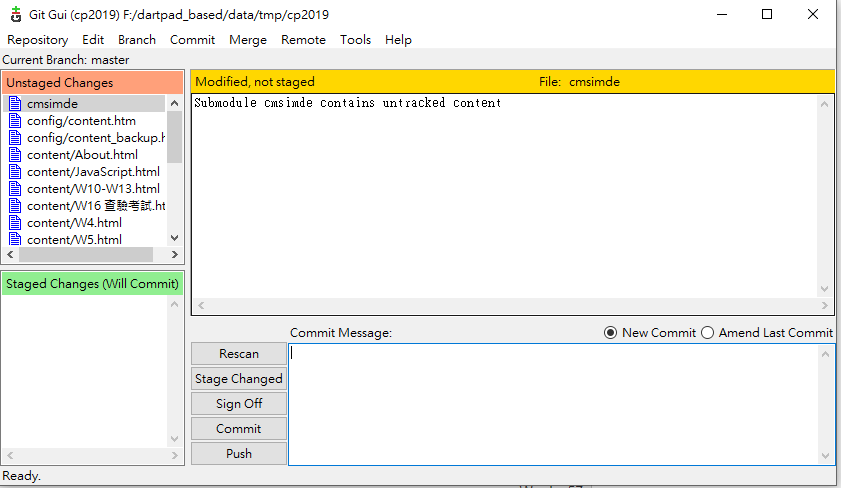 Git Gui (cp2019) F:/dartpad_based/data/tmp/cp2019
Repository Edit Branch Commit Merge Remote Tools Help
Current Branch: master
Unstaged Changes
cmsimde
config/content.htm
config/content_backup.h
content/About.html
content/JavaScript.html
content/W10-W13.html
content/W16 查驗考試.ht
content/W4.html
content/W5.html
Staged Changes (Will Commit)
Modified, not staged File: cmsimde
Submodule cmsimde contains untracked content
Commit Message: New Commit Amend Last Commit
Rescan
Stage Changed
Sign Off
Commit
Push
Ready.